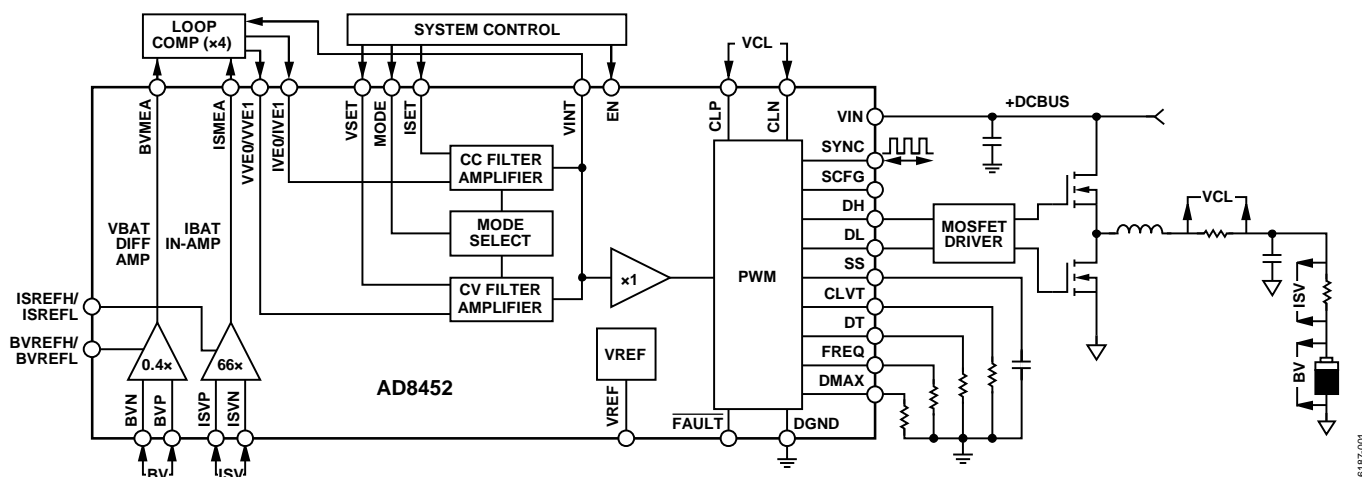 LOOP
COMP (×4)
SYSTEM CONTROL
VCL
BVMEA
ISMEA
VVE0/VVE1
IVE0/IVE1
VSET
MODE
ISET
VINT
EN
CLP
CLN
VIN
+DCBUS
SYNC
SCFG
DH
DL
SS
CLVT
DT
FREQ
DMAX
CC FILTER
AMPLIFIER
MODE
SELECT
CV FILTER
AMPLIFIER
×1
PWM
MOSFET
DRIVER
VCL
ISV
BV
VBAT
DIFF
AMP
IBAT
IN-AMP
ISREFH/
ISREFL
BVREFH/
BVREFL
0.4×
66×
AD8452
VREF
VREF
BVN
BVP
ISVP
ISVN
FAULT
DGND
BV
ISV
6187-001